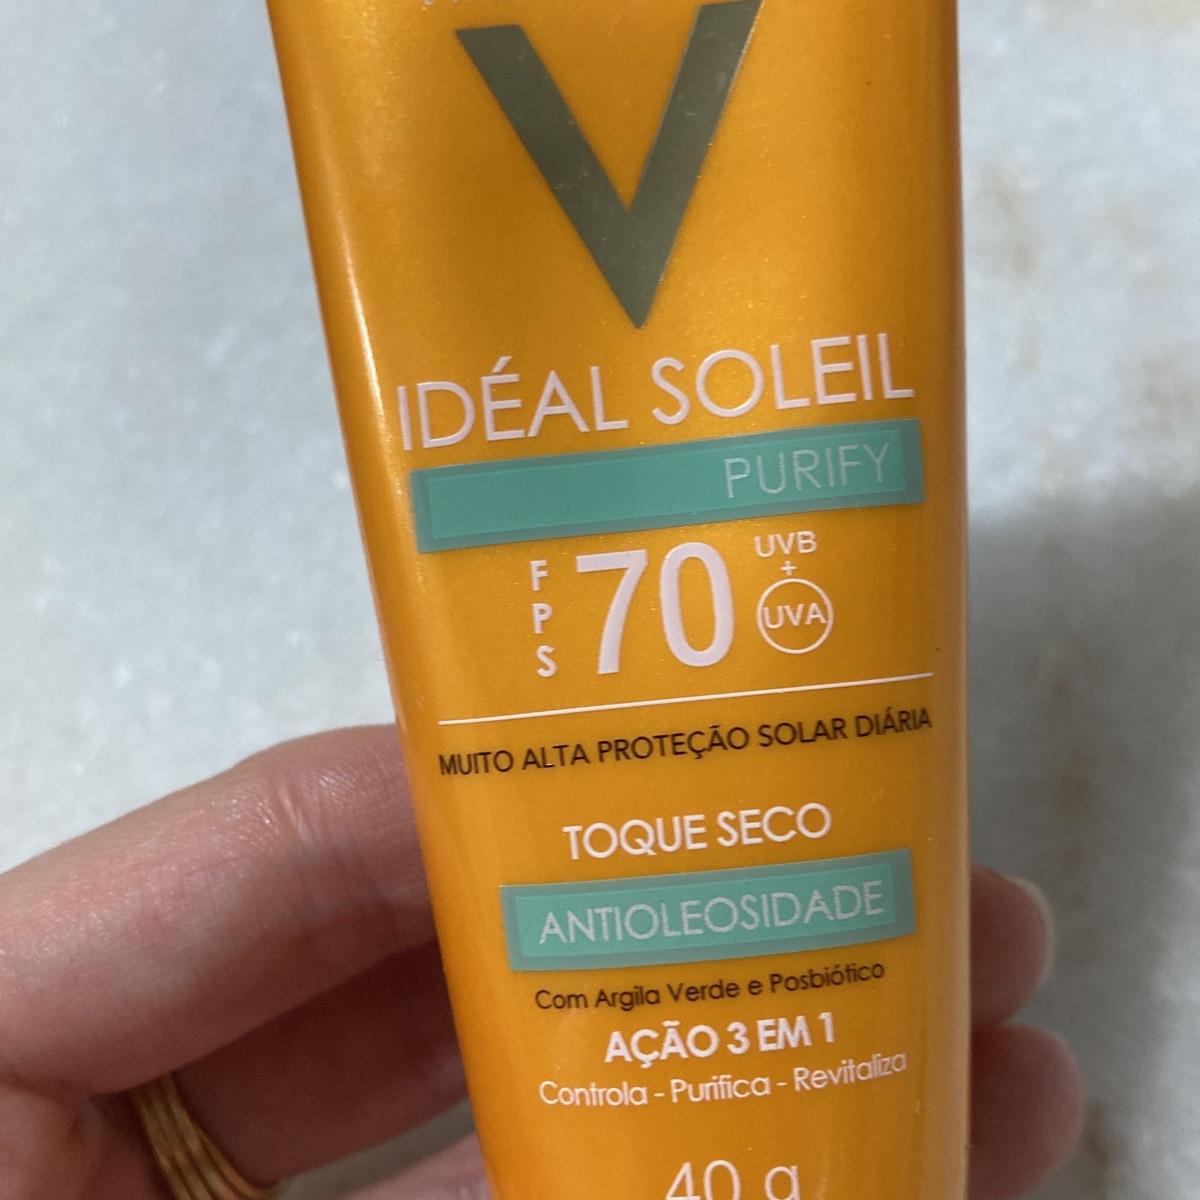 V
IDÉAL SOLEIL
PURIFY
FPS 70 UVB + UVA
MUITO ALTA PROTEÇÃO SOLAR DIÁRIA
TOQUE SECO
ANTIOLEOSIDADE
Com Argila Verde e Posbiótico
AÇÃO 3 EM 1
Controla - Purifica - Revitaliza
40 g